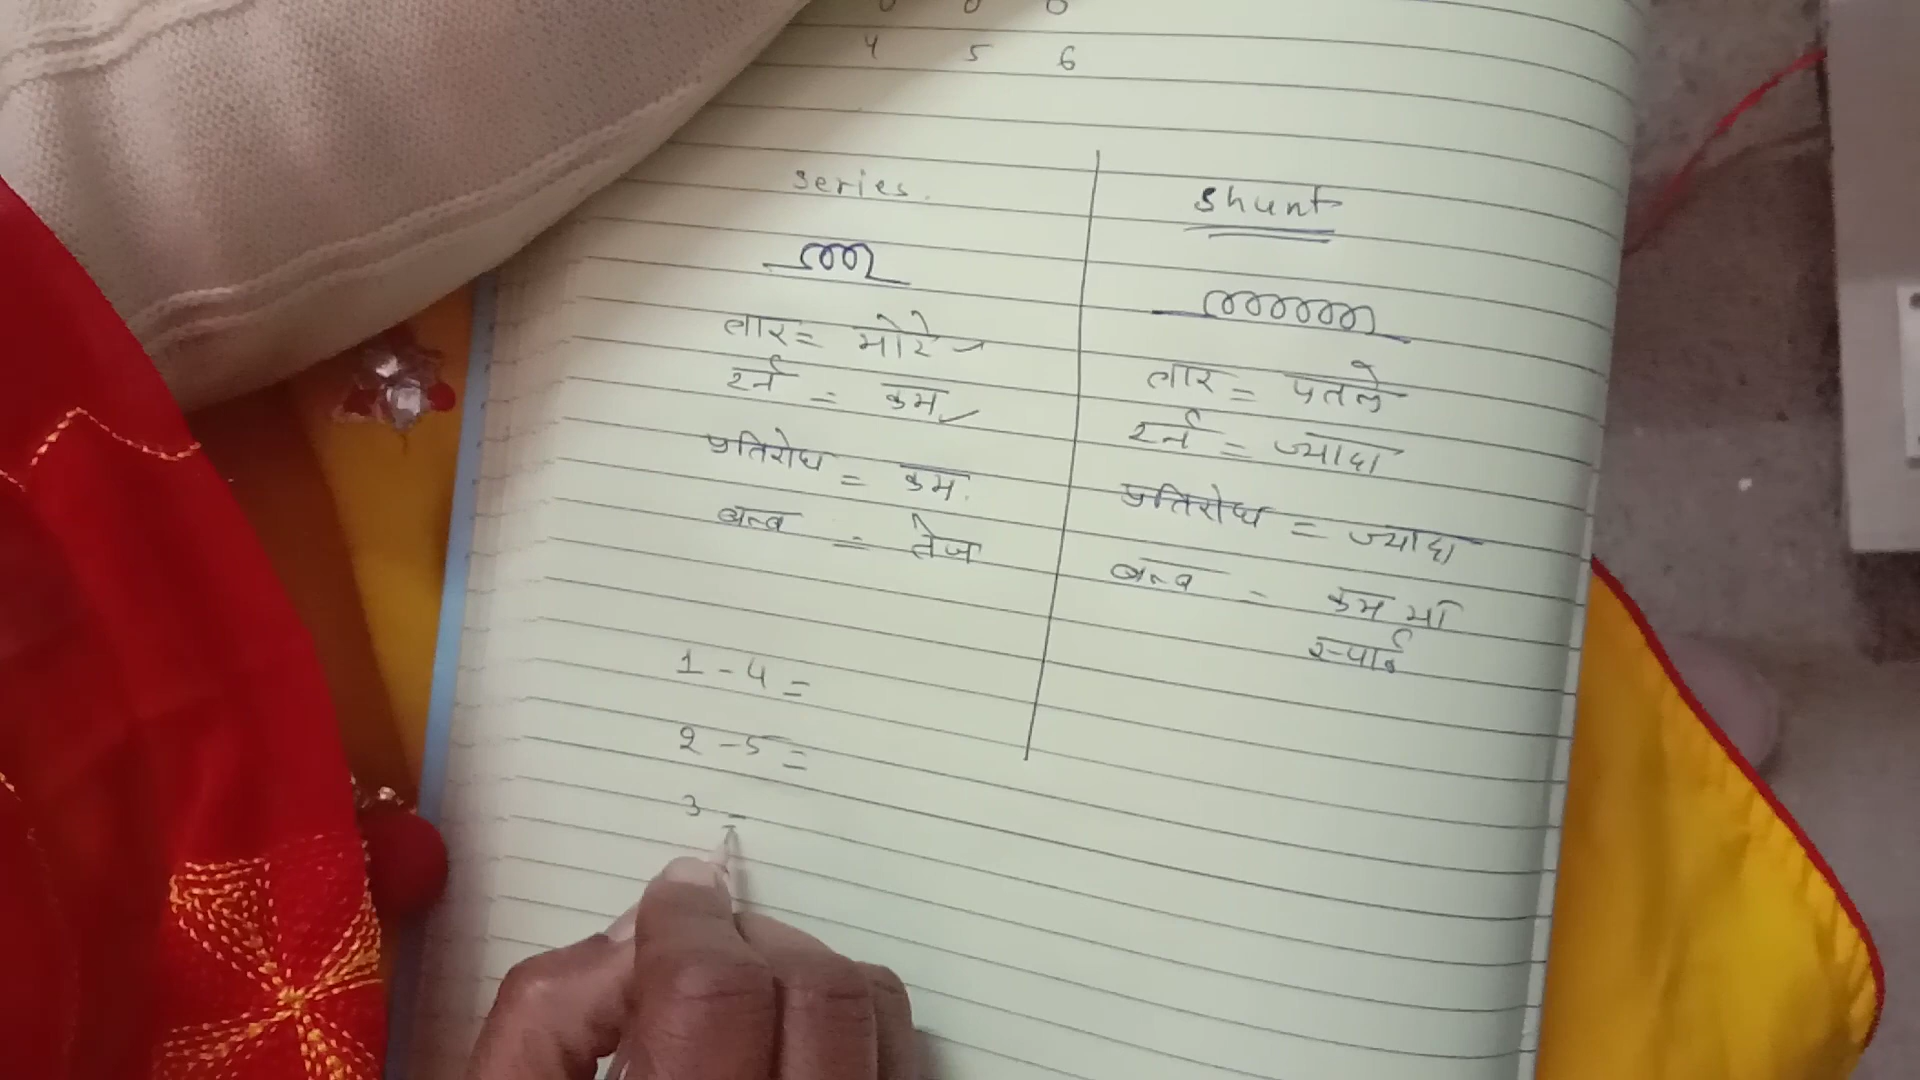 4 5 6
series.
तार = मोटे
टर्न = कम
प्रतिरोध = कम.
बल्ब = तेज
shunt
तार = पतले
टर्न = ज्यादा
प्रतिरोध = ज्यादा
बल्ब = कम या
स्पार्क
1 - 4 =
2 - 5 =
3 -